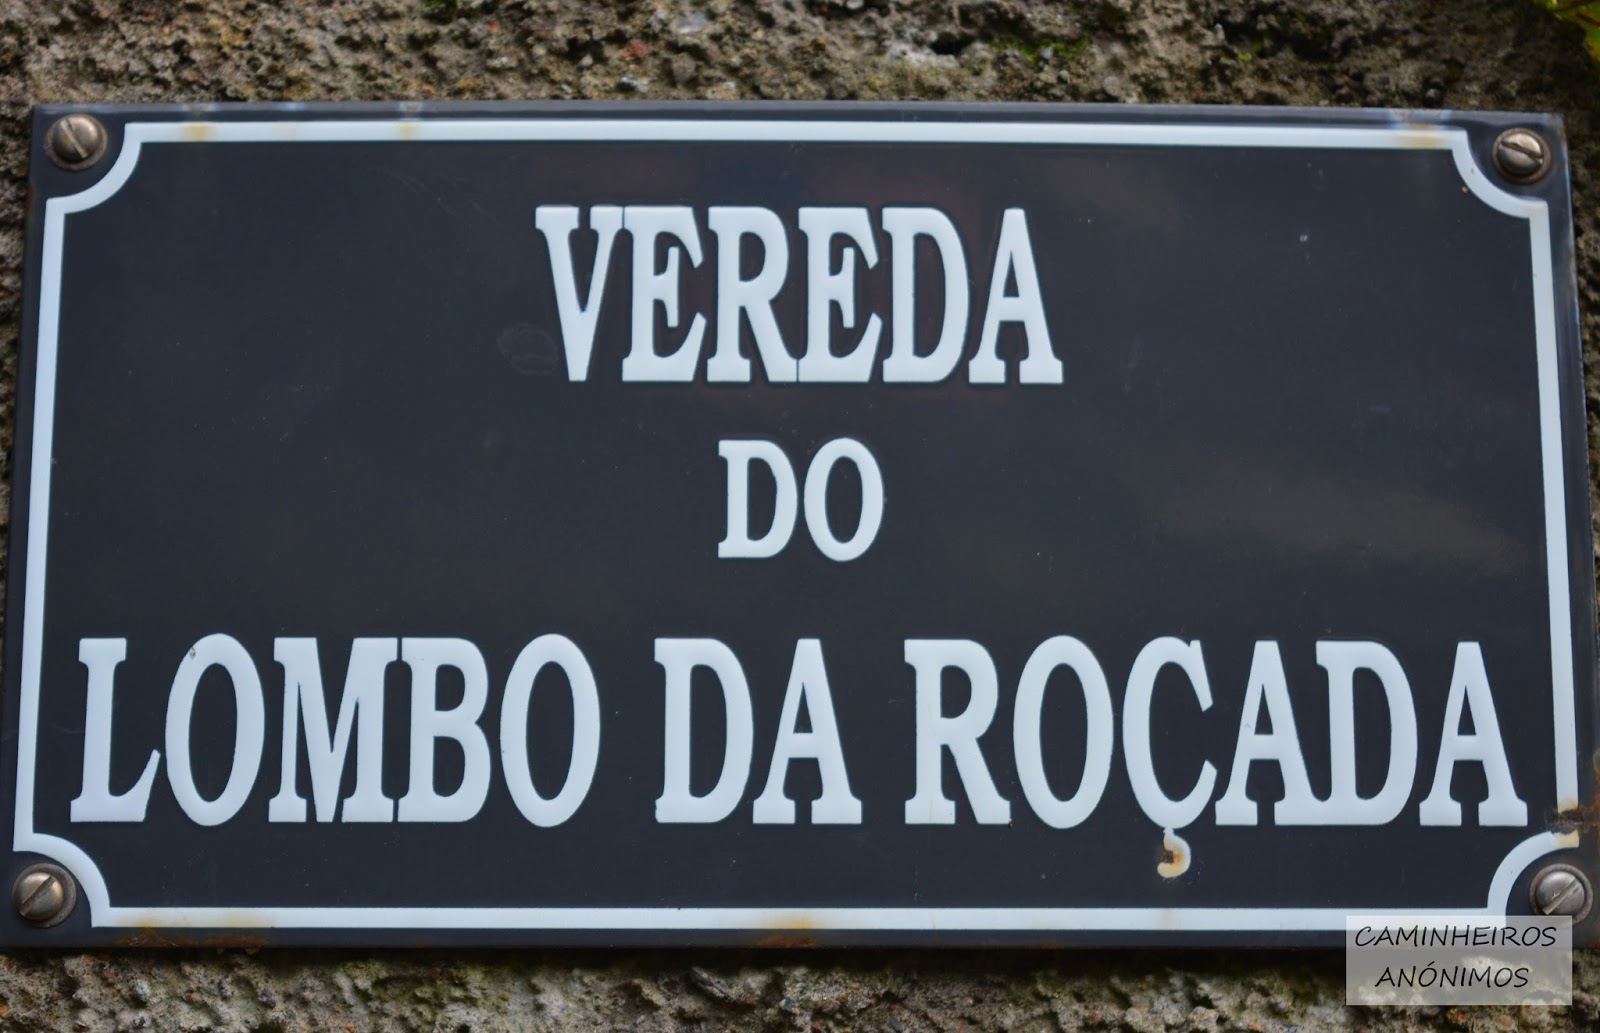 VEREDA
DO
LOMBO DA ROÇADA
CAMINHEIROS
ANÓNIMOS